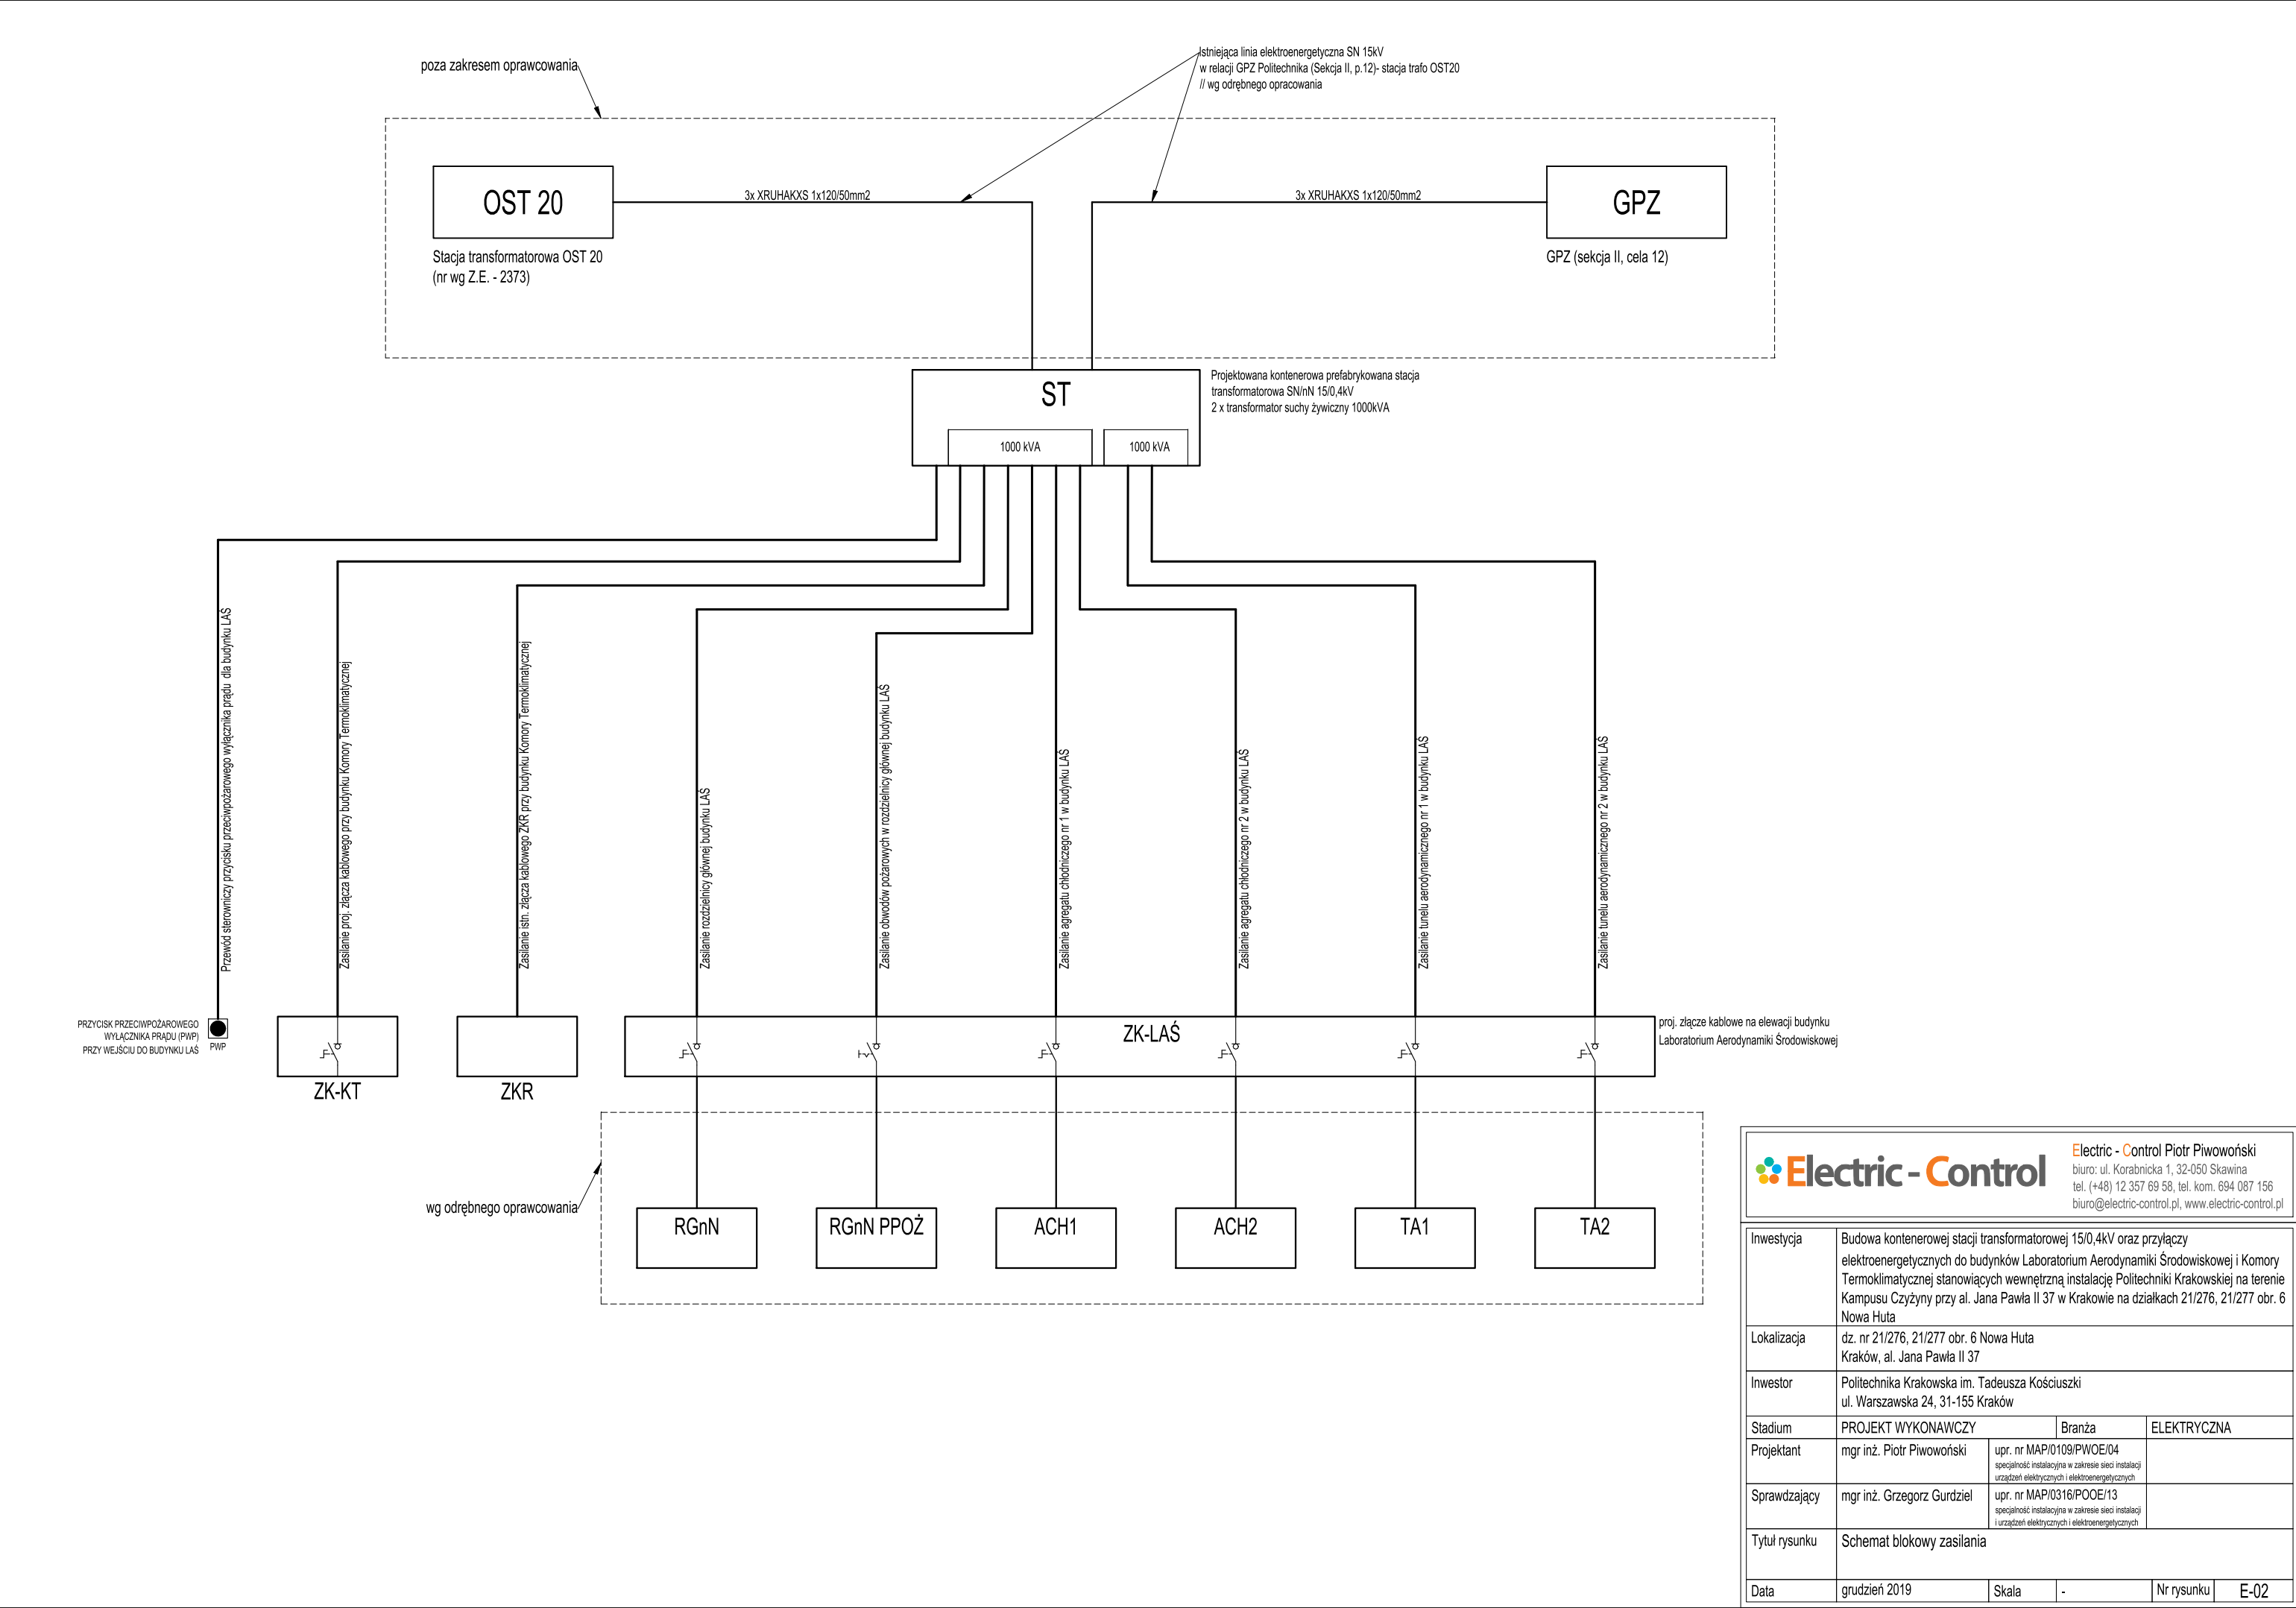 poza zakresem oprawcowania
Istniejąca linia elektroenergetyczna SN 15kV
w relacji GPZ Politechnika (Sekcja II, p.12)- stacja trafo OST20
// wg odrębnego opracowania
OST 20
3x XRUHAKXS 1x120/50mm2
3x XRUHAKXS 1x120/50mm2
GPZ
Stacja transformatorowa OST 20
(nr wg Z.E. - 2373)
GPZ (sekcja II, cela 12)
ST
Projektowana kontenerowa prefabrykowana stacja
transformatorowa SN/nN 15/0,4kV
2 x transformator suchy żywiczny 1000kVA
1000 kVA
1000 kVA
Przewód sterowniczy przycisku przeciwpożarowego wyłącznika prądu dla budynku LAŚ
Zasilanie proj. złącza kablowego przy budynku Komory Termoklimatycznej
Zasilanie istn. złącza kablowego ZKR przy budynku Komory Termoklimatycznej
Zasilanie rozdzielnicy głównej budynku LAŚ
Zasilanie obwodów pożarowych w rozdzielnicy głównej budynku LAŚ
Zasilanie agregatu chłodniczego nr 1 w budynku LAŚ
Zasilanie agregatu chłodniczego nr 2 w budynku LAŚ
Zasilanie tunelu aerodynamicznego nr 1 w budynku LAŚ
Zasilanie tunelu aerodynamicznego nr 2 w budynku LAŚ
PRZYCISK PRZECIWPOŻAROWEGO
WYŁĄCZNIKA PRĄDU (PWP)
PRZY WEJŚCIU DO BUDYNKU LAŚ
PWP
ZK-KT
ZKR
ZK-LAŚ
proj. złącze kablowe na elewacji budynku
Laboratorium Aerodynamiki Środowiskowej
wg odrębnego oprawcowania
RGnN
RGnN PPOŻ
ACH1
ACH2
TA1
TA2
Electric - Control
Electric - Control Piotr Piwowoński
biuro: ul. Korabnicka 1, 32-050 Skawina
tel. (+48) 12 357 69 58, tel. kom. 694 087 156
biuro@electric-control.pl, www.electric-control.pl
Inwestycja
Budowa kontenerowej stacji transformatorowej 15/0,4kV oraz przyłączy
elektroenergetycznych do budynków Laboratorium Aerodynamiki Środowiskowej i Komory
Termoklimatycznej stanowiących wewnętrzną instalację Politechniki Krakowskiej na terenie
Kampusu Czyżyny przy al. Jana Pawła II 37 w Krakowie na działkach 21/276, 21/277 obr. 6
Nowa Huta
Lokalizacja
dz. nr 21/276, 21/277 obr. 6 Nowa Huta
Kraków, al. Jana Pawła II 37
Inwestor
Politechnika Krakowska im. Tadeusza Kościuszki
ul. Warszawska 24, 31-155 Kraków
Stadium PROJEKT WYKONAWCZY Branża ELEKTRYCZNA
Projektant mgr inż. Piotr Piwowoński upr. nr MAP/0109/PWOE/04
specjalność instalacyjna w zakresie sieci instalacji
urządzeń elektrycznych i elektroenergetycznych
Sprawdzający mgr inż. Grzegorz Gurdziel upr. nr MAP/0316/POOE/13
specjalność instalacyjna w zakresie sieci instalacji
i urządzeń elektrycznych i elektroenergetycznych
Tytuł rysunku Schemat blokowy zasilania
Data grudzień 2019 Skala - Nr rysunku E-02